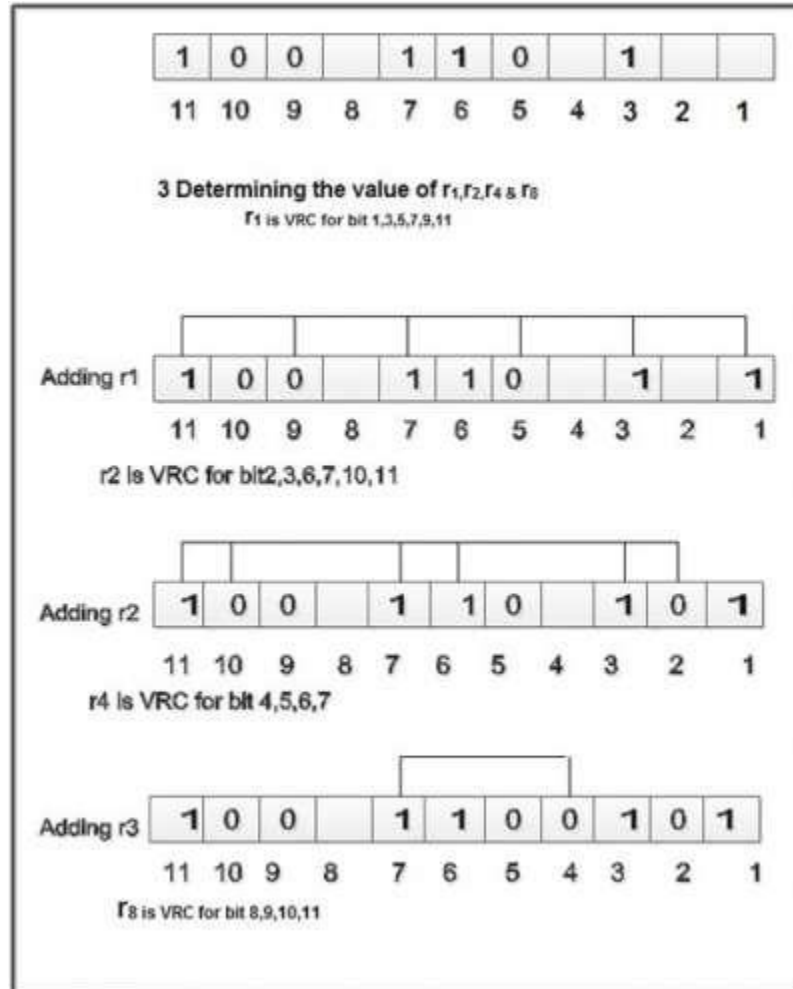 1 0 0 1 1 0 1
11 10 9 8 7 6 5 4 3 2 1
3 Determining the value of r1,r2,r4 & r8
r1 is VRC for bit 1,3,5,7,9,11
Adding r1 1 0 0 1 1 0 1 1
11 10 9 8 7 6 5 4 3 2 1
r2 is VRC for bit2,3,6,7,10,11
Adding r2 1 0 0 1 1 0 1 0 1
11 10 9 8 7 6 5 4 3 2 1
r4 is VRC for bit 4,5,6,7
Adding r3 1 0 0 1 1 0 0 1 0 1
11 10 9 8 7 6 5 4 3 2 1
r8 is VRC for bit 8,9,10,11